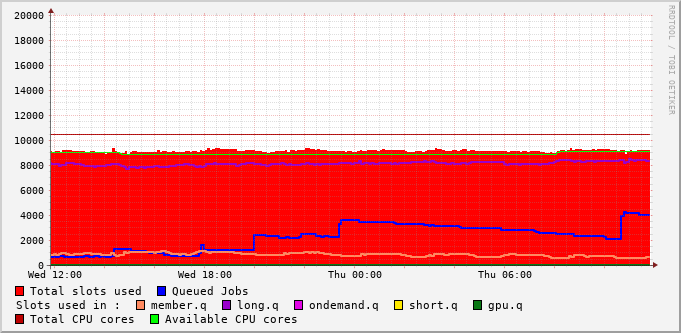 20000
18000
16000
14000
12000
10000
8000
6000
4000
2000
0
Wed 12:00 Wed 18:00 Thu 00:00 Thu 06:00
Total slots used Queued Jobs
Slots used in : member.q long.q ondemand.q short.q gpu.q
Total CPU cores Available CPU cores
RRDTOOL / TOBI OETIKER